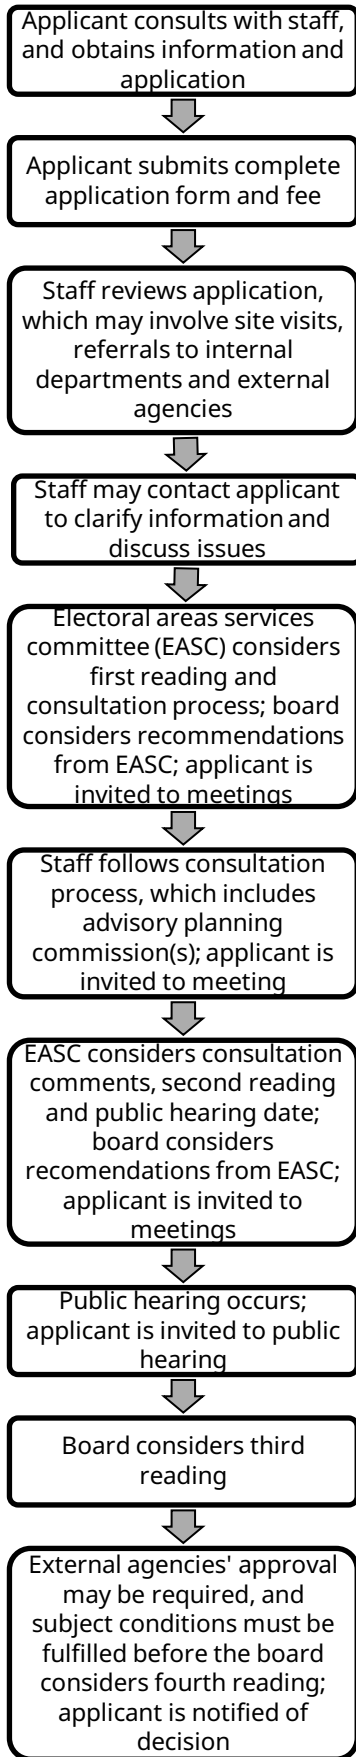 Applicant consults with staff,
and obtains information and
application
Applicant submits complete
application form and fee
Staff reviews application,
which may involve site visits,
referrals to internal
departments and external
agencies
Staff may contact applicant
to clarify information and
discuss issues
Electoral areas services
committee (EASC) considers
first reading and
consultation process; board
considers recommendations
from EASC; applicant is
invited to meetings
Staff follows consultation
process, which includes
advisory planning
commission(s); applicant is
invited to meeting
EASC considers consultation
comments, second reading
and public hearing date;
board considers
recomendations from EASC;
applicant is invited to
meetings
Public hearing occurs;
applicant is invited to public
hearing
Board considers third
reading
External agencies' approval
may be required, and
subject conditions must be
fulfilled before the board
considers fourth reading;
applicant is notified of
decision